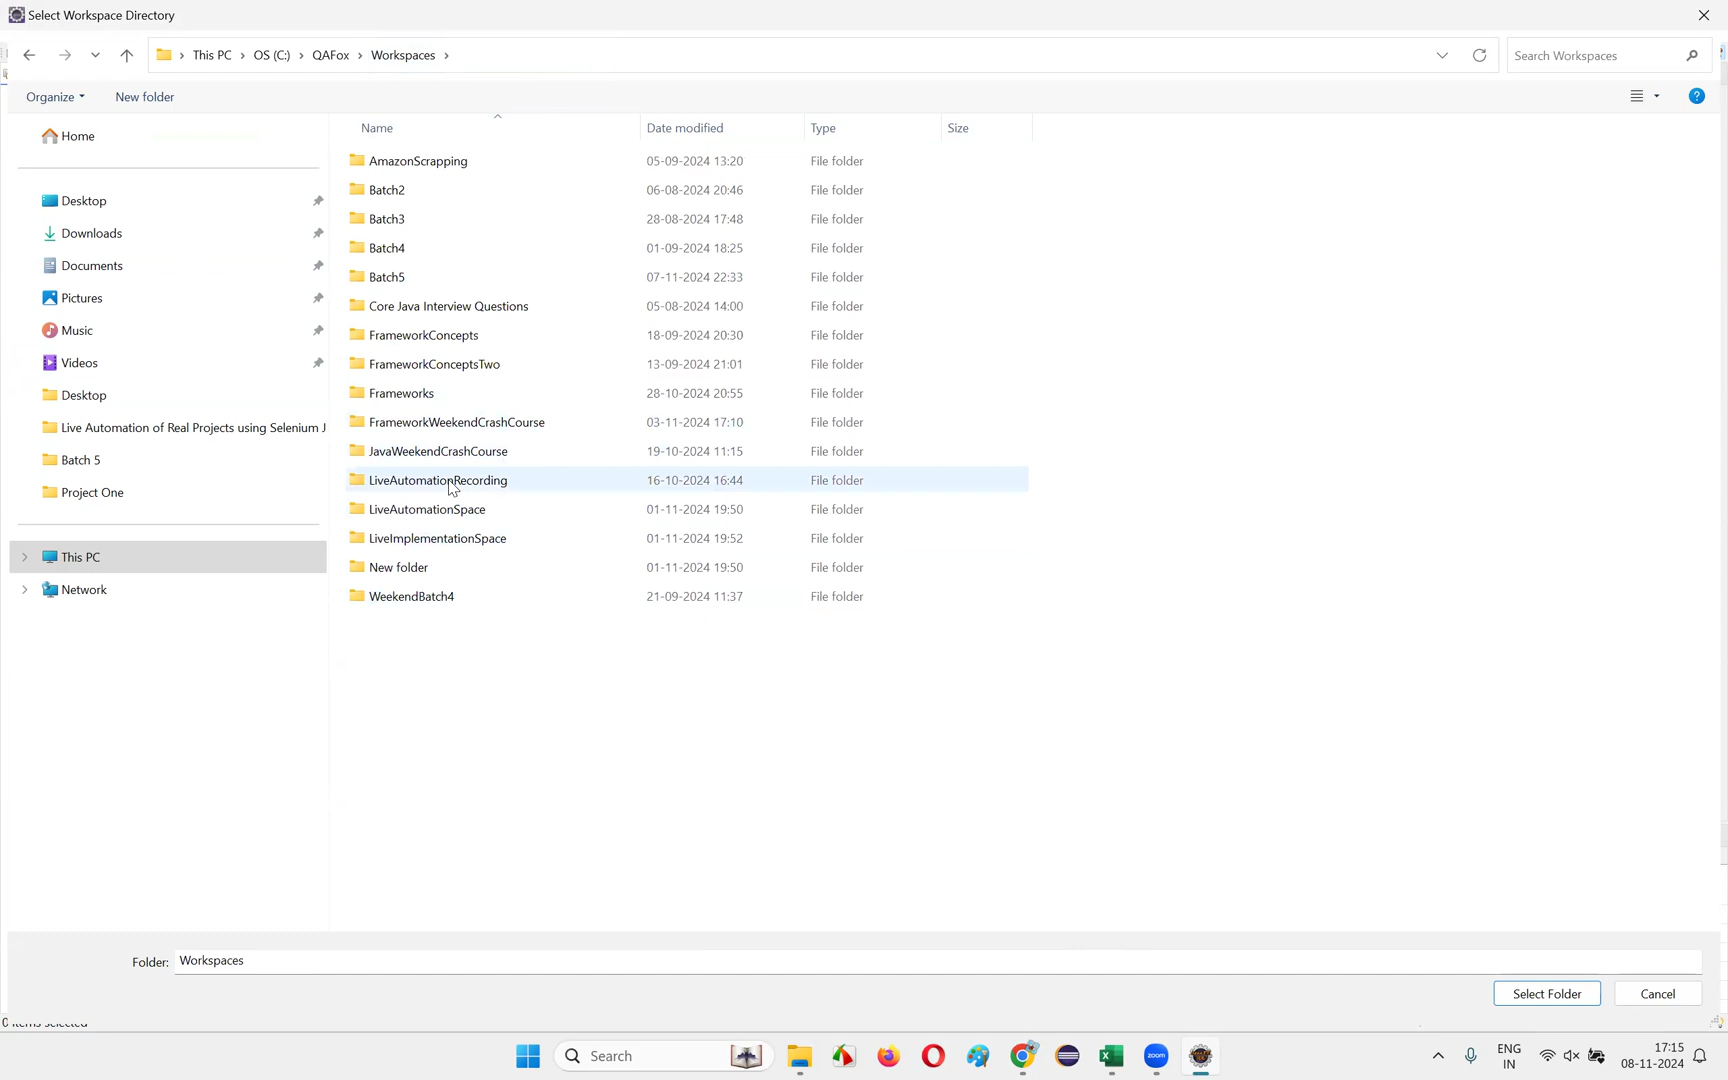 Select Workspace Directory
This PC > OS (C:) > QAFox > Workspaces >
Search Workspaces
Organize
New folder
Name
Date modified
Type
Size
Home
Desktop
Downloads
Documents
Pictures
Music
Videos
Desktop
Live Automation of Real Projects using Selenium J
Batch 5
Project One
This PC
Network
AmazonScrapping 05-09-2024 13:20 File folder
Batch2 06-08-2024 20:46 File folder
Batch3 28-08-2024 17:48 File folder
Batch4 01-09-2024 18:25 File folder
Batch5 07-11-2024 22:33 File folder
Core Java Interview Questions 05-08-2024 14:00 File folder
FrameworkConcepts 18-09-2024 20:30 File folder
FrameworkConceptsTwo 13-09-2024 21:01 File folder
Frameworks 28-10-2024 20:55 File folder
FrameworkWeekendCrashCourse 03-11-2024 17:10 File folder
JavaWeekendCrashCourse 19-10-2024 11:15 File folder
LiveAutomationRecording 16-10-2024 16:44 File folder
LiveAutomationSpace 01-11-2024 19:50 File folder
LiveImplementationSpace 01-11-2024 19:52 File folder
New folder 01-11-2024 19:50 File folder
WeekendBatch4 21-09-2024 11:37 File folder
Folder: Workspaces
Select Folder
Cancel
0 items selected
Search
zoom
ENG
IN
17:15
08-11-2024